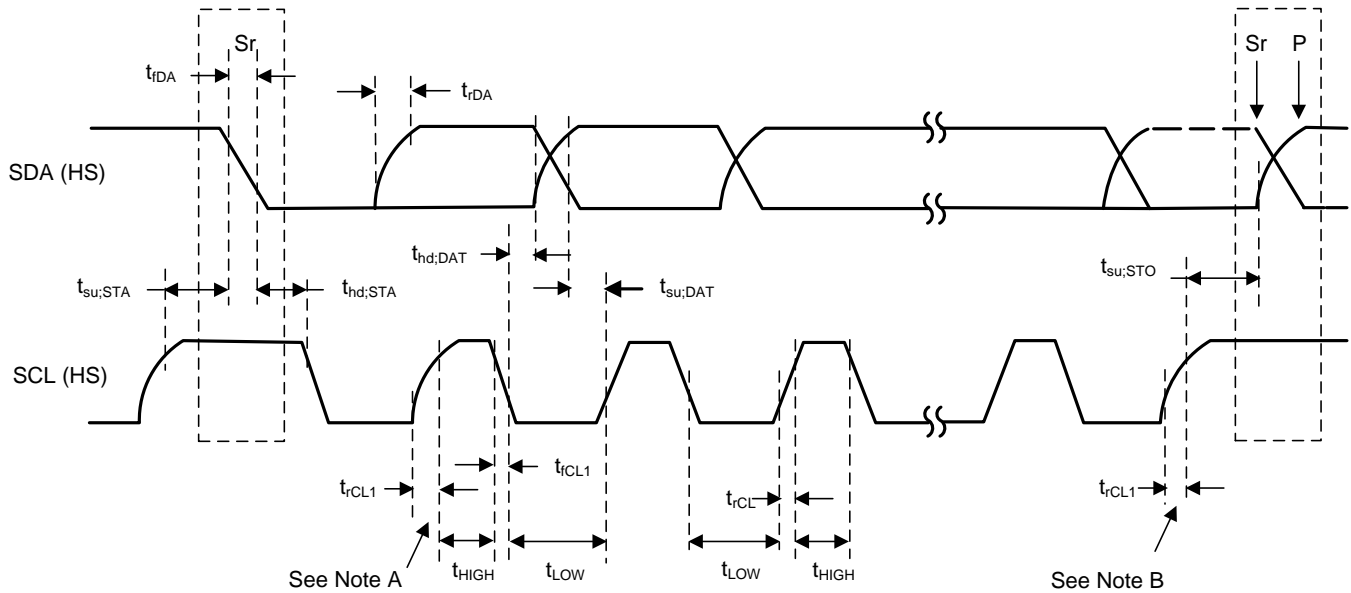 Sr
Sr P
tfDA
trDA
SDA (HS)
thd;DAT
tsu;STA
thd;STA
tsu;DAT
tsu;STO
SCL (HS)
tfCL1
trCL1
trCL
trCL1
See Note A
tHIGH
tLOW
tLOW
tHIGH
See Note B